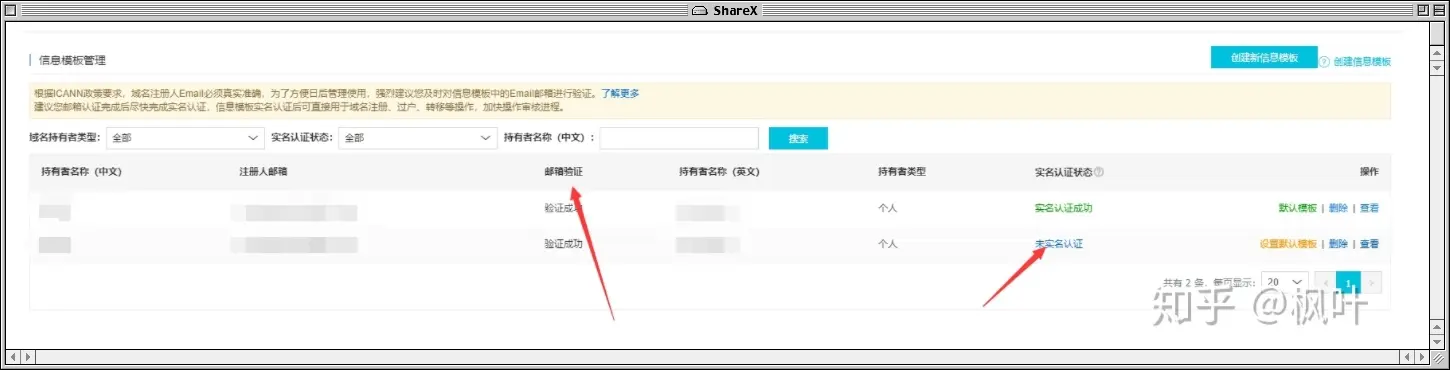 ShareX
信息模板管理
创建新信息模板 ? 创建信息模板
根据ICANN政策要求，域名注册人Email必须真实准确，为了方便日后管理使用，强烈建议您及时对信息模板中的Email邮箱进行验证。了解更多
建议您邮箱认证完成后尽快完成实名认证，信息模板实名认证后可直接用于域名注册、过户、转移等操作，加快操作审核进程。
域名持有者类型： 全部 实名认证状态： 全部 持有者名称（中文）： 搜索
持有者名称（中文） 注册人邮箱 邮箱验证 持有者名称（英文） 持有者类型 实名认证状态? 操作
验证成功 个人 实名认证成功 默认模板 | 删除 | 查看
验证成功 个人 未实名认证 设置默认模板 | 删除 | 查看
共有 2 条，每页显示： 20 ‹ 1 ›
知乎 @枫叶